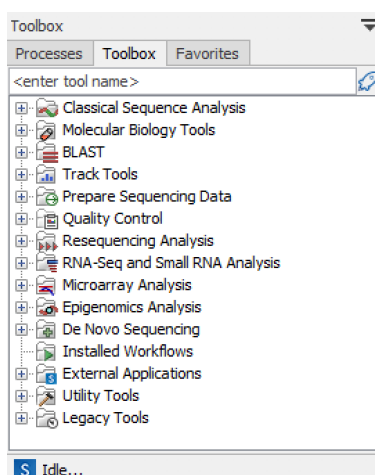 Toolbox
Processes Toolbox Favorites
<enter tool name>
Classical Sequence Analysis
Molecular Biology Tools
BLAST
Track Tools
Prepare Sequencing Data
Quality Control
Resequencing Analysis
RNA-Seq and Small RNA Analysis
Microarray Analysis
Epigenomics Analysis
De Novo Sequencing
Installed Workflows
External Applications
Utility Tools
Legacy Tools
S Idle...